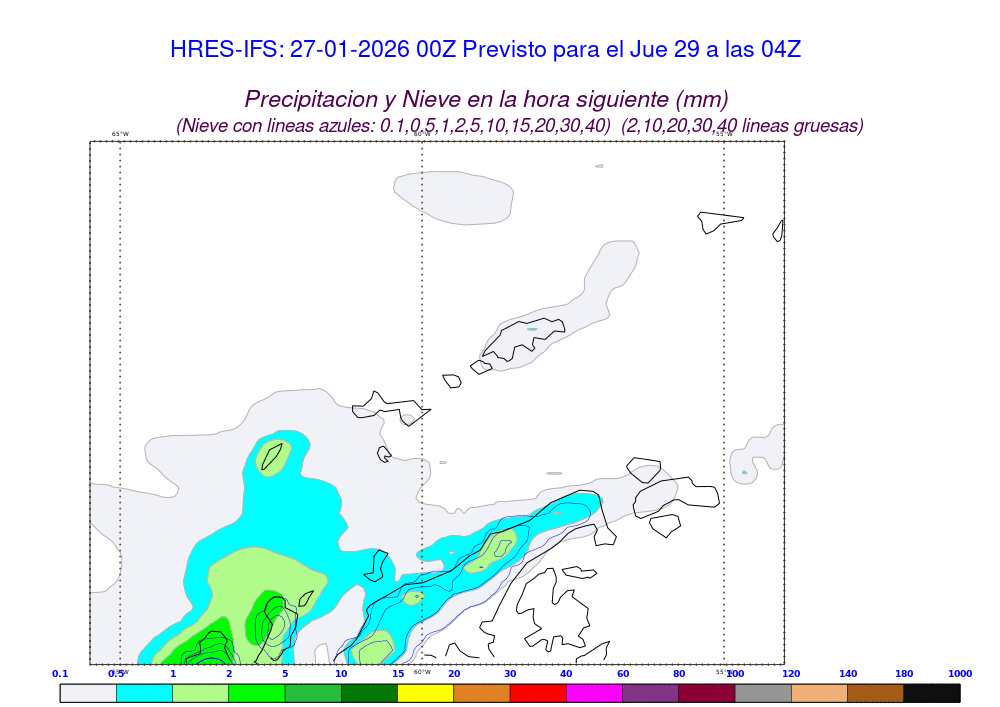 HRES-IFS: 27-01-2026 00Z Previsto para el Jue 29 a las 04Z
Precipitacion y Nieve en la hora siguiente (mm)
(Nieve con lineas azules: 0.1,0.5,1,2,5,10,15,20,30,40) (2,10,20,30,40 lineas gruesas)
65°W 60°W 55°W
65°W 60°W 55°W
0.1 0.5 1 2 5 10 15 20 30 40 60 80 100 120 140 180 1000